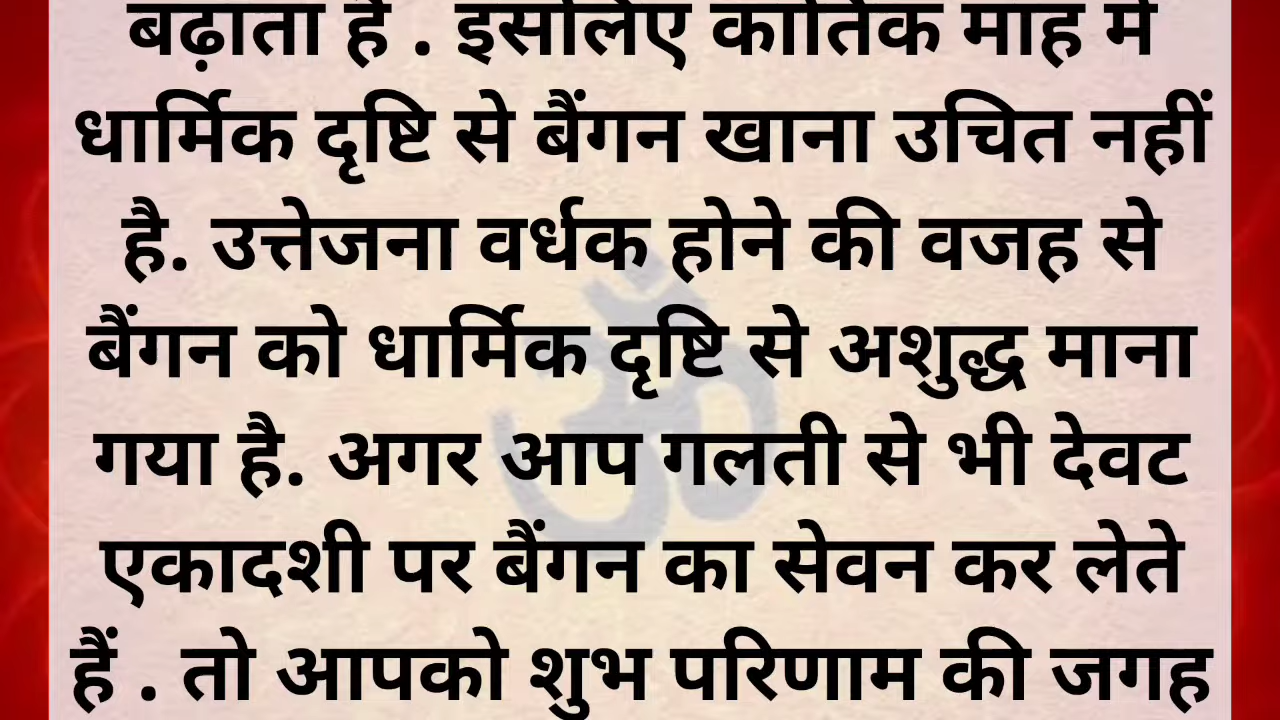 बढ़ाता है . इसलिए कार्तिक माह में
धार्मिक दृष्टि से बैंगन खाना उचित नहीं
है. उत्तेजना वर्धक होने की वजह से
बैंगन को धार्मिक दृष्टि से अशुद्ध माना
गया है. अगर आप गलती से भी देवट
एकादशी पर बैंगन का सेवन कर लेते
हैं . तो आपको शुभ परिणाम की जगह